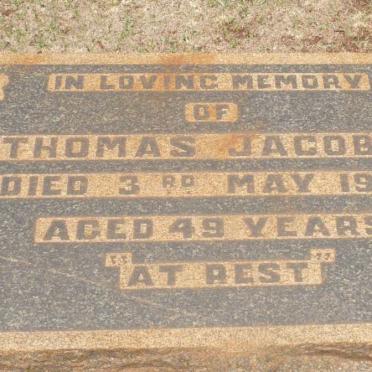 IN LOVING MEMORY
OF
THOMAS JACOB
DIED 3RD MAY 19
AGED 49 YEARS
"AT REST"